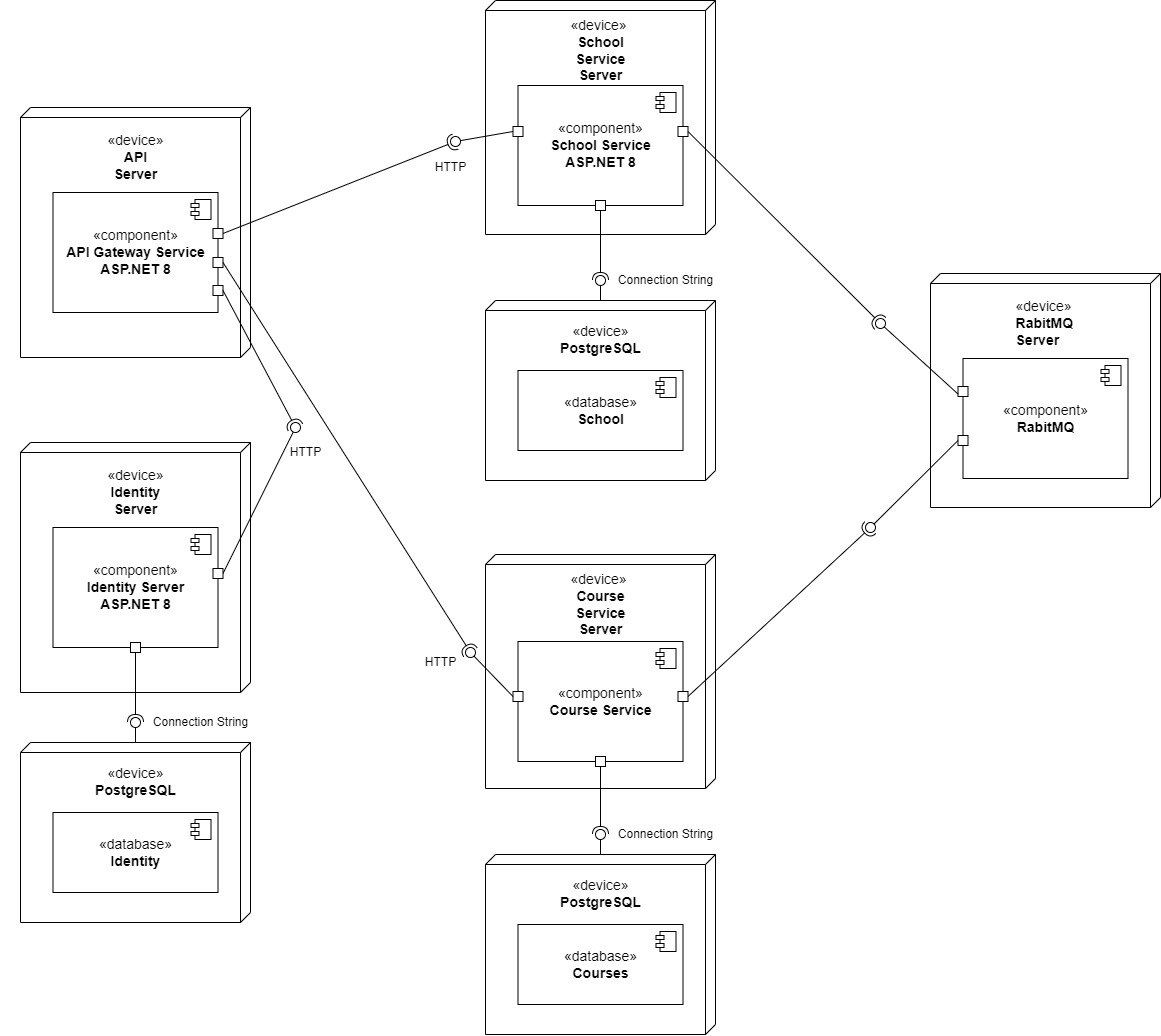 «device»
API
Server
«component»
API Gateway Service
ASP.NET 8
HTTP
«device»
School
Service
Server
«component»
School Service
ASP.NET 8
Connection String
«device»
PostgreSQL
«database»
School
«device»
RabitMQ
Server
«component»
RabitMQ
HTTP
«device»
Identity
Server
«component»
Identity Server
ASP.NET 8
Connection String
«device»
PostgreSQL
«database»
Identity
HTTP
«device»
Course
Service
Server
«component»
Course Service
Connection String
«device»
PostgreSQL
«database»
Courses